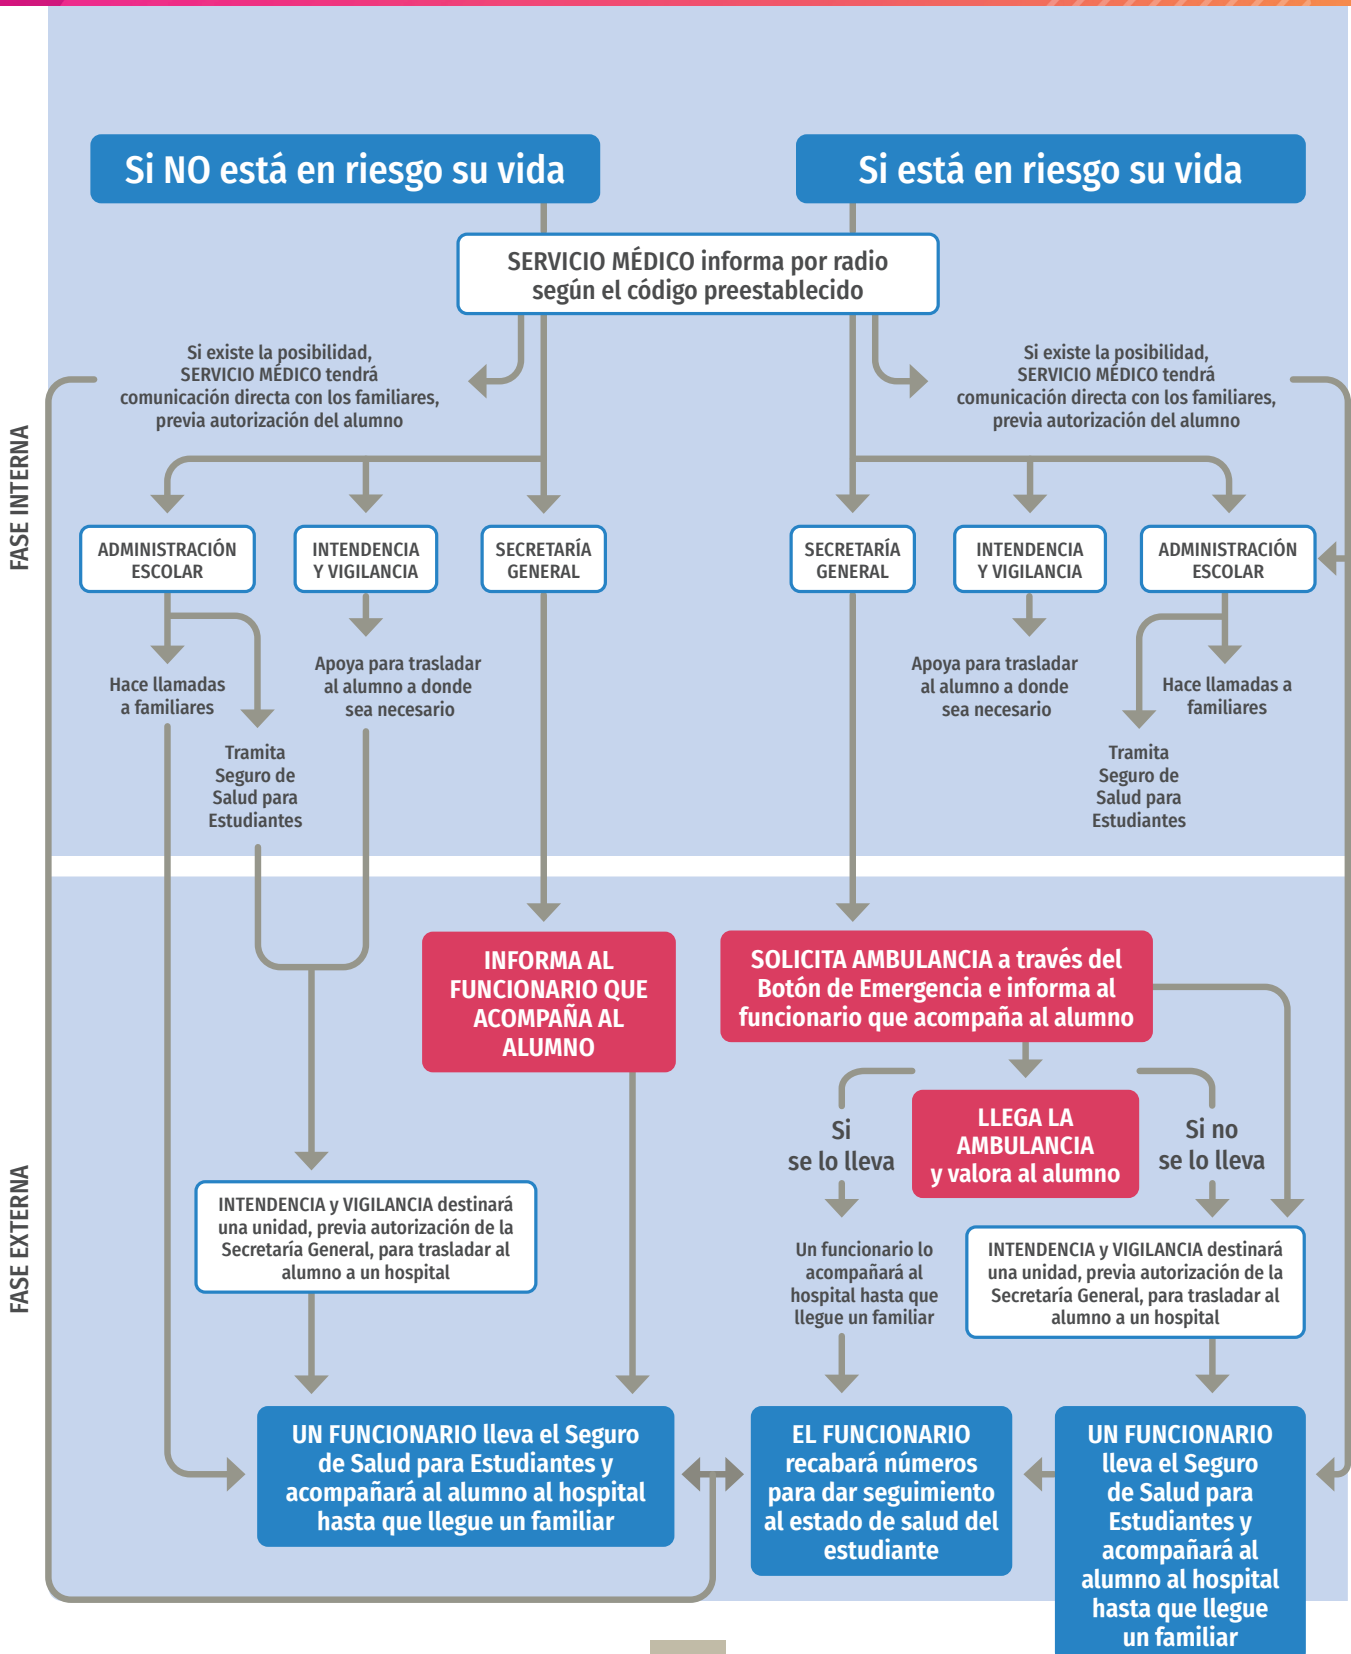 Si NO está en riesgo su vida
Si está en riesgo su vida
SERVICIO MÉDICO informa por radio
según el código preestablecido
Si existe la posibilidad,
SERVICIO MÉDICO tendrá
comunicación directa con los familiares,
previa autorización del alumno
Si existe la posibilidad,
SERVICIO MÉDICO tendrá
comunicación directa con los familiares,
previa autorización del alumno
FASE INTERNA
ADMINISTRACIÓN
ESCOLAR
INTENDENCIA
Y VIGILANCIA
SECRETARÍA
GENERAL
SECRETARÍA
GENERAL
INTENDENCIA
Y VIGILANCIA
ADMINISTRACIÓN
ESCOLAR
Hace llamadas
a familiares
Apoya para trasladar
al alumno a donde
sea necesario
Tramita
Seguro de
Salud para
Estudiantes
Apoya para trasladar
al alumno a donde
sea necesario
Hace llamadas a
familiares
Tramita
Seguro de
Salud para
Estudiantes
FASE EXTERNA
INFORMA AL
FUNCIONARIO QUE
ACOMPAÑA AL
ALUMNO
SOLICITA AMBULANCIA a través del
Botón de Emergencia e informa al
funcionario que acompaña al alumno
Si
se lo lleva
LLEGA LA
AMBULANCIA
y valora al alumno
Si no
se lo lleva
INTENDENCIA y VIGILANCIA destinará
una unidad, previa autorización de la
Secretaría General, para trasladar al
alumno a un hospital
Un funcionario lo
acompañará al
hospital hasta que
llegue un familiar
INTENDENCIA y VIGILANCIA destinará
una unidad, previa autorización de la
Secretaría General, para trasladar al
alumno a un hospital
UN FUNCIONARIO lleva el Seguro
de Salud para Estudiantes y
acompañará al alumno al hospital
hasta que llegue un familiar
EL FUNCIONARIO
recabará números
para dar seguimiento
al estado de salud del
estudiante
UN FUNCIONARIO
lleva el Seguro
de Salud para
Estudiantes y
acompañará al
alumno al hospital
hasta que llegue
un familiar